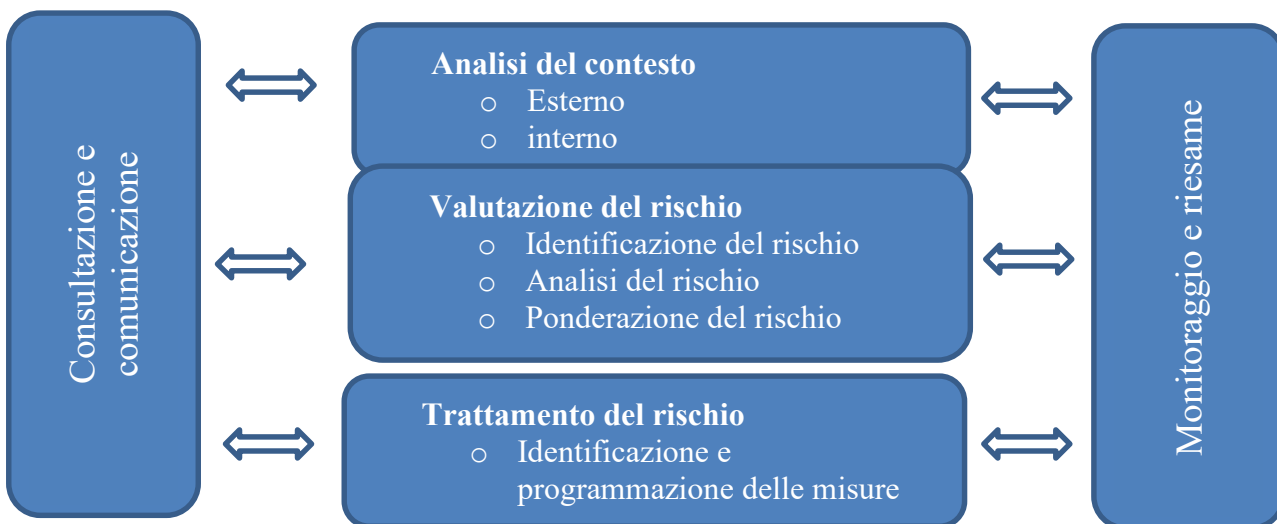 Consultazione e
comunicazione
Analisi del contesto
o Esterno
o interno
Valutazione del rischio
o Identificazione del rischio
o Analisi del rischio
o Ponderazione del rischio
Trattamento del rischio
o Identificazione e
programmazione delle misure
Monitoraggio e riesame